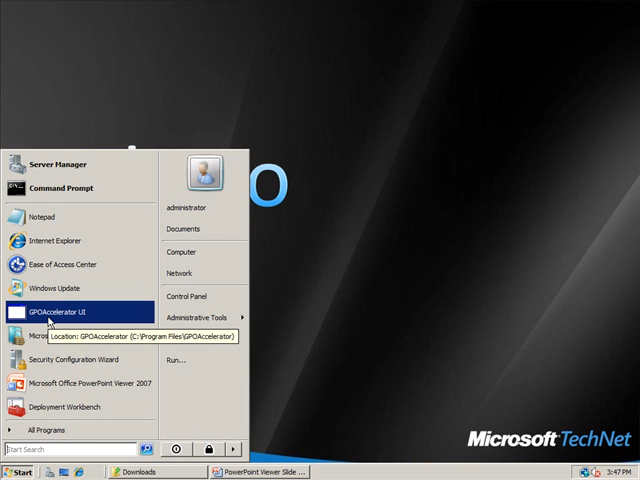 Server Manager
Command Prompt
Notepad
Internet Explorer
Ease of Access Center
Windows Update
GPOAccelerator UI
Location: GPOAccelerator (C:\Program Files\GPOAccelerator)
Micros
Security Configuration Wizard
Microsoft Office PowerPoint Viewer 2007
Deployment Workbench
All Programs
Start Search
administrator
Documents
Computer
Network
Control Panel
Administrative Tools
Run...
Microsoft TechNet
Start
Downloads
PowerPoint Viewer Slide ...
3:47 PM